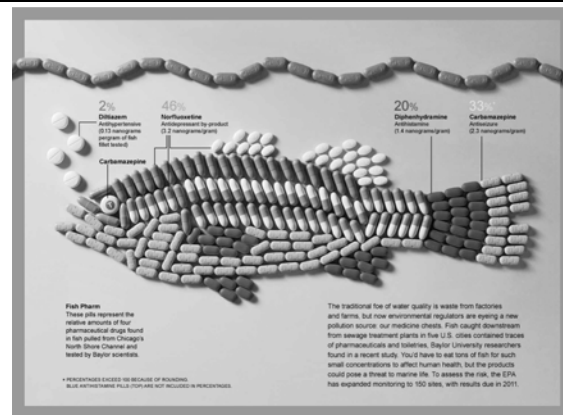 2%
Diltiazem
Antihypertensive
(0.13 nanograms
pergram of fish
fillet tested)
46%
Norfluoxetine
Antidepressant by-product
(3.2 nanograms/gram)
20%
Diphenhydramine
Antihistamine
(1.4 nanograms/gram)
33%*
Carbamazepine
Antiseizure
(2.3 nanograms/gram)
Carbamazepine
Fish Pharm
These pills represent the
relative amounts of four
pharmaceutical drugs found
in fish pulled from Chicago's
North Shore Channel and
tested by Baylor scientists.
* PERCENTAGES EXCEED 100 BECAUSE OF ROUNDING.
BLUE ANTIHISTAMINE PILLS (TOP) ARE NOT INCLUDED IN PERCENTAGES.
The traditional foe of water quality is waste from factories
and farms, but now environmental regulators are eyeing a new
pollution source: our medicine chests. Fish caught downstream
from sewage treatment plants in five U.S. cities contained traces
of pharmaceuticals and toiletries, Baylor University researchers
found in a recent study. You'd have to eat tons of fish for such
small concentrations to affect human health, but the products
could pose a threat to marine life. To assess the risk, the EPA
has expanded monitoring to 150 sites, with results due in 2011.